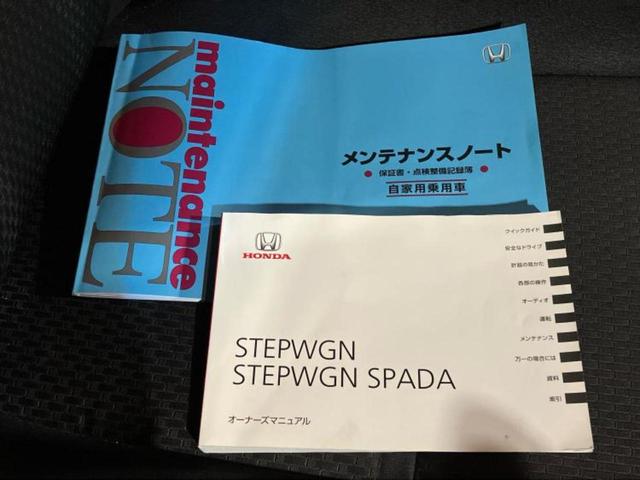 maintenance
NOTE
メンテナンスノート
保証書・点検整備記録簿
自家用乗用車
HONDA
STEPWGN
STEPWGN SPADA
オーナーズマニュアル
クイックガイド
安全なドライブ
計器の見かた
各部の操作
オーディオ
運転
メンテナンス
万一の場合には
資料
索引